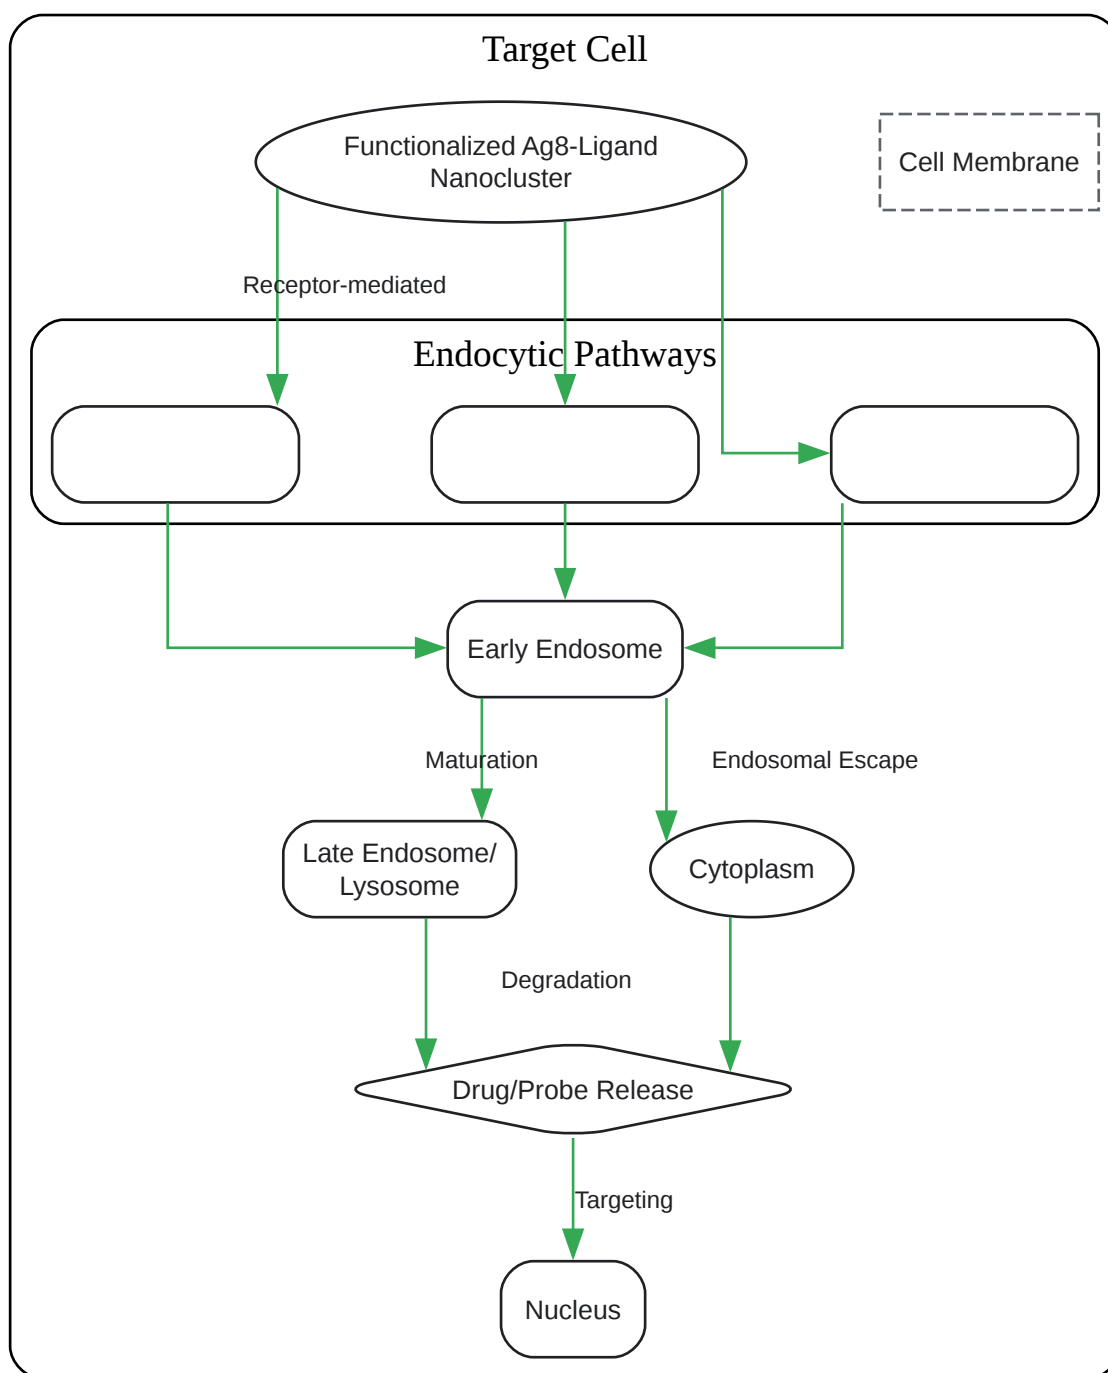 Target Cell
Functionalized Ag8-Ligand
Nanocluster
Cell Membrane
Receptor-mediated
Endocytic Pathways
Early Endosome
Maturation
Endosomal Escape
Late Endosome/
Lysosome
Cytoplasm
Degradation
Drug/Probe Release
Targeting
Nucleus